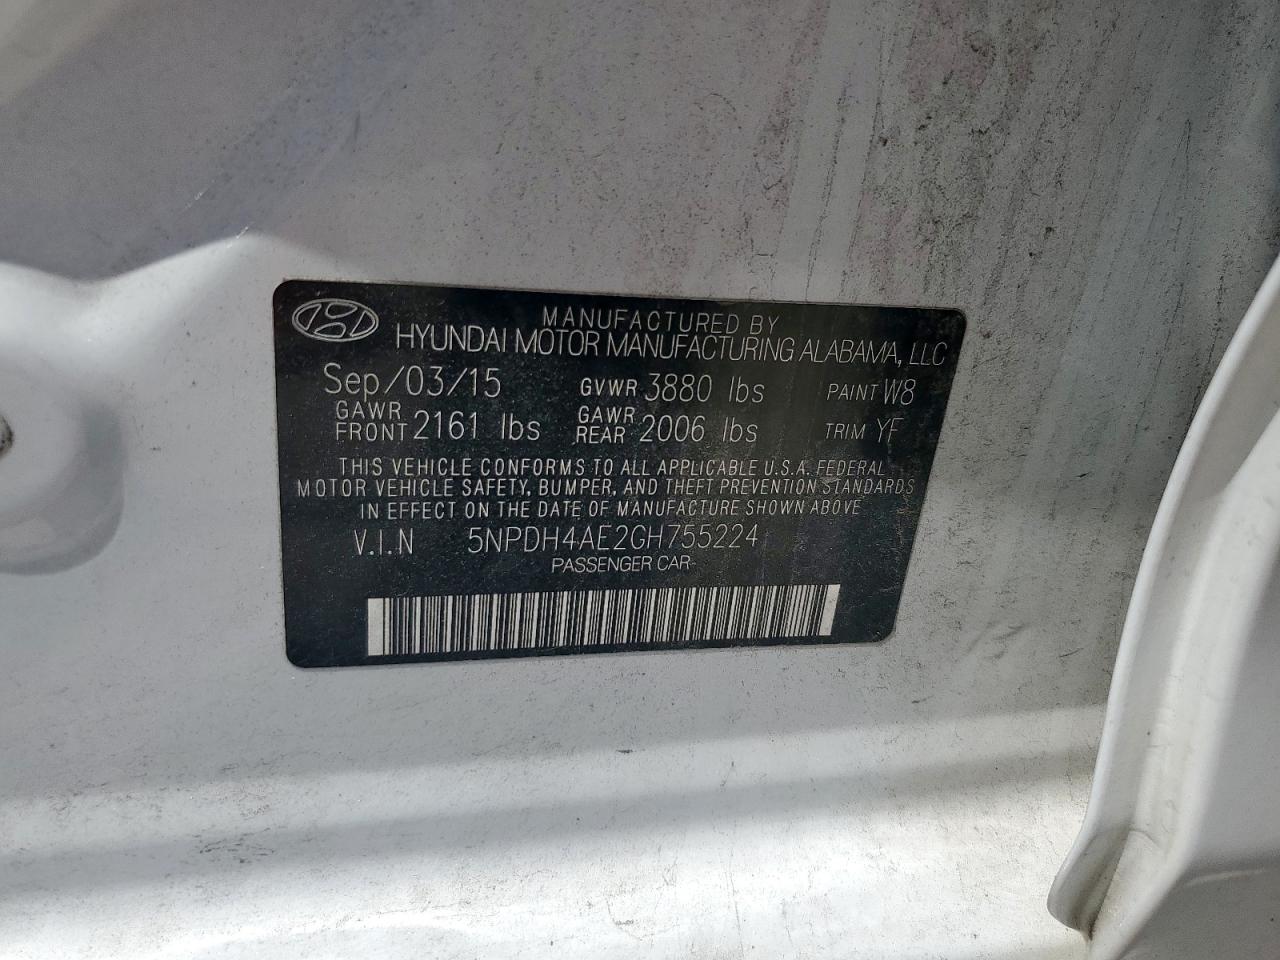 MANUFACTURED BY
HYUNDAI MOTOR MANUFACTURING ALABAMA, LLC
Sep/03/15 GVWR 3880 lbs PAINT W8
GAWR FRONT 2161 lbs GAWR REAR 2006 lbs TRIM YF
THIS VEHICLE CONFORMS TO ALL APPLICABLE U.S.A. FEDERAL
MOTOR VEHICLE SAFETY, BUMPER, AND THEFT PREVENTION STANDARDS
IN EFFECT ON THE DATE OF MANUFACTURE SHOWN ABOVE
V.I.N 5NPDH4AE2GH755224
PASSENGER CAR